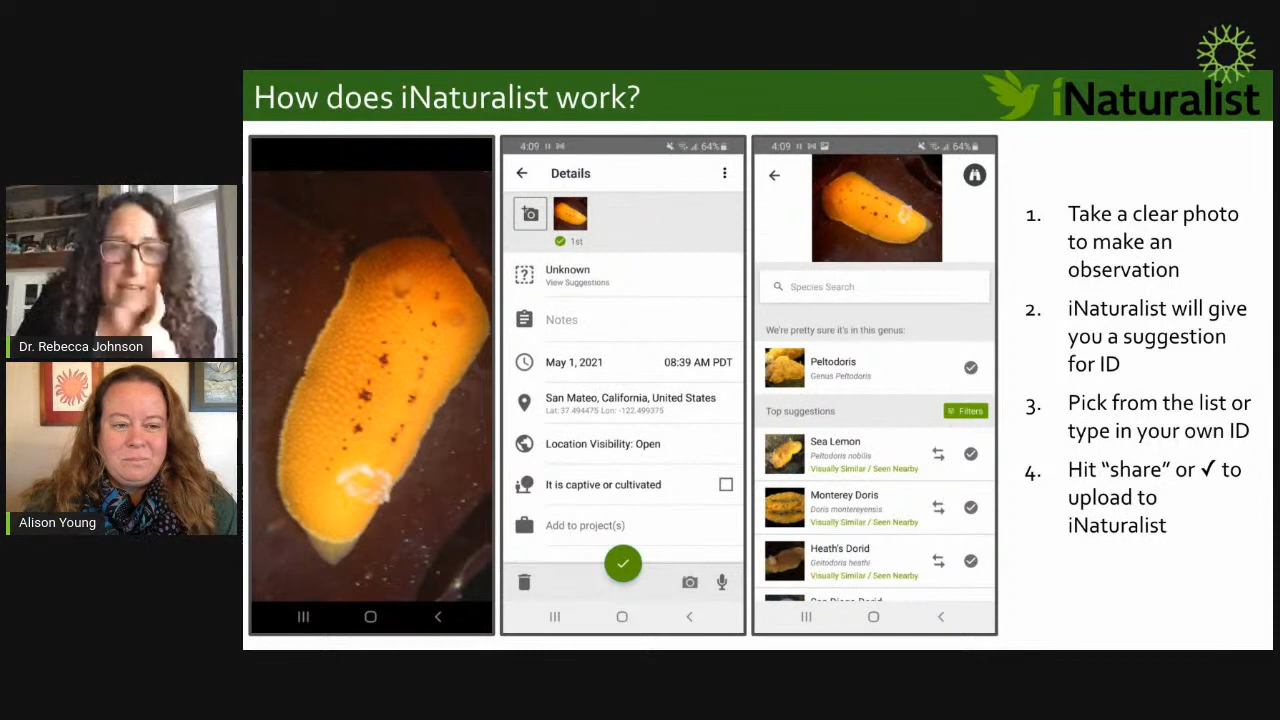 How does iNaturalist work?
iNaturalist
Dr. Rebecca Johnson
Alison Young
4:09
64%
Details
1st
Unknown
View Suggestions
Notes
May 1, 2021
08:39 AM PDT
San Mateo, California, United States
Lat: 37.494475 Lon: -122.499375
Location Visibility: Open
It is captive or cultivated
Add to project(s)
4:09
64%
Species Search
We're pretty sure it's in this genus:
Peltodoris
Genus Peltodoris
Top suggestions
Filters
Sea Lemon
Peltodoris nobilis
Visually Similar / Seen Nearby
Monterey Doris
Doris montereyensis
Visually Similar / Seen Nearby
Heath's Dorid
Geitodoris heathi
Visually Similar / Seen Nearby
1. Take a clear photo
to make an
observation
2. iNaturalist will give
you a suggestion
for ID
3. Pick from the list or
type in your own ID
4. Hit “share” or ✓ to
upload to
iNaturalist